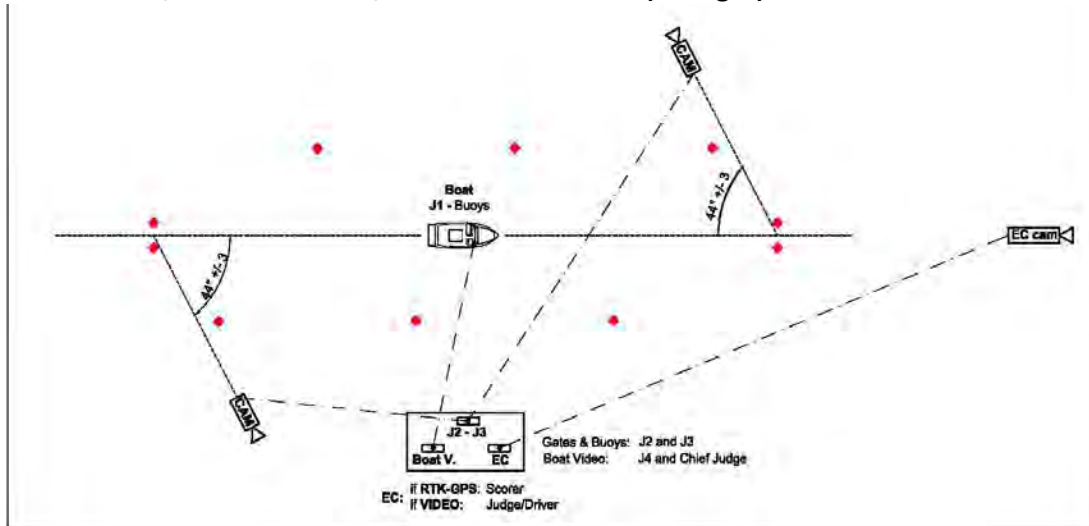 CAM
44° +/- 3
Boat
J1 - Buoys
EC cam
44° +/- 3
CAM
J2 - J3
Boat V. EC
Gates & Buoys: J2 and J3
Boat Video: J4 and Chief Judge
EC: if RTK-GPS: Scorer
if VIDEO: Judge/Driver